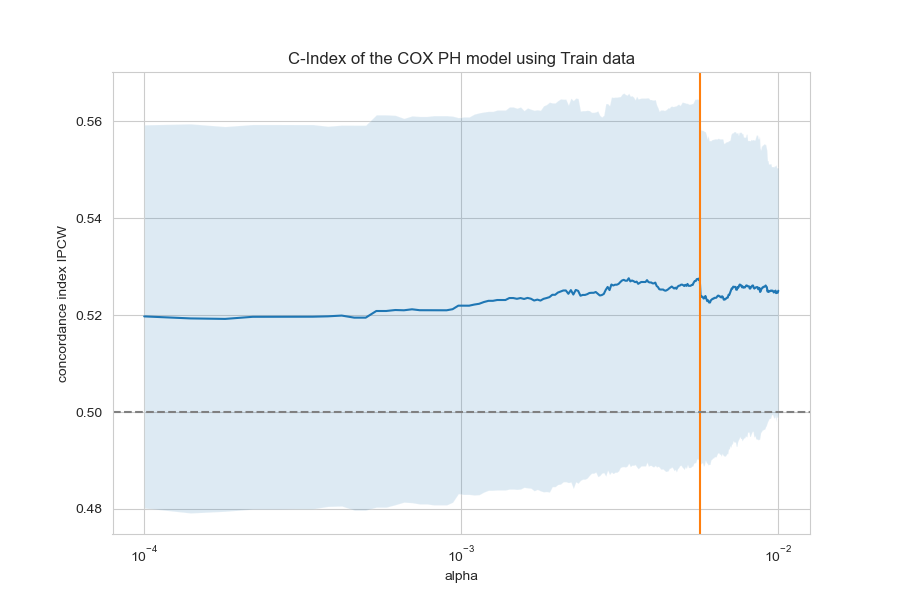 C-Index of the COX PH model using Train data
concordance index IPCW
0.56
0.54
0.52
0.50
0.48
10⁻⁴
10⁻³
10⁻²
alpha